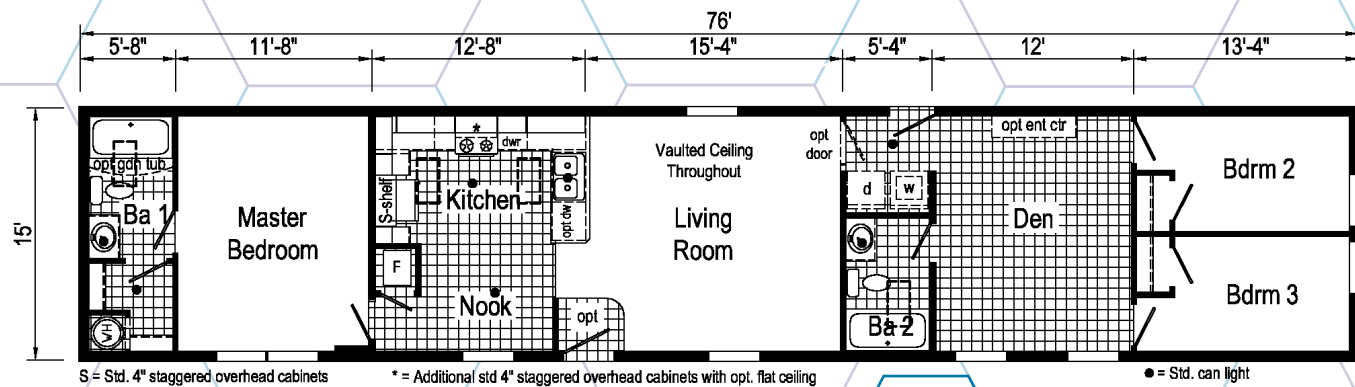 76'
5'-8" 11'-8" 12'-8" 15'-4" 5'-4" 12' 13'-4"
15'
opt gdn tub
Ba 1
WH
Master
Bedroom
*
dwr
S-shelf
Kitchen
opt dw
F
Nook
opt
Vaulted Ceiling
Throughout
Living
Room
opt
door
d
w
Ba 2
opt ent ctr
Den
Bdrm 2
Bdrm 3
S = Std. 4" staggered overhead cabinets
* = Additional std 4" staggered overhead cabinets with opt. flat ceiling
● = Std. can light